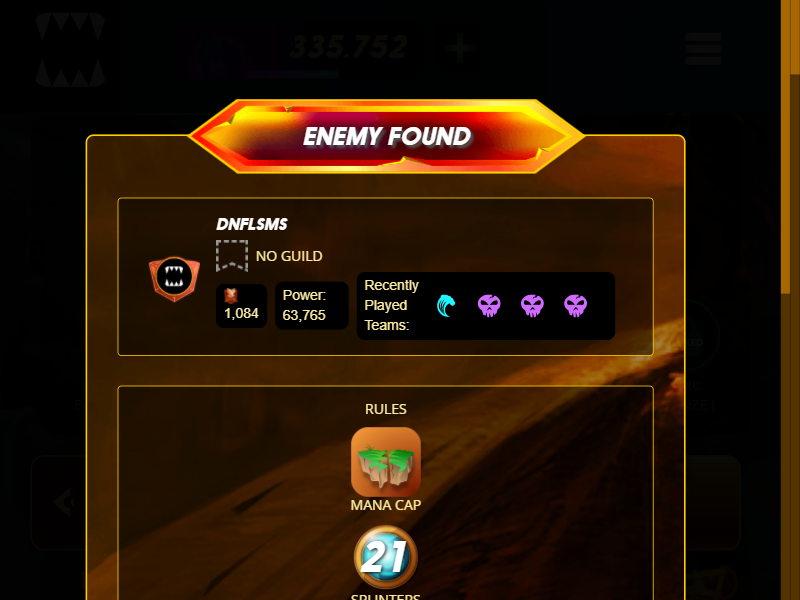 335.752
ENEMY FOUND
DNFLSMS
NO GUILD
1,084
Power:
63,765
Recently
Played
Teams:
RULES
MANA CAP
21
SPLINTERS